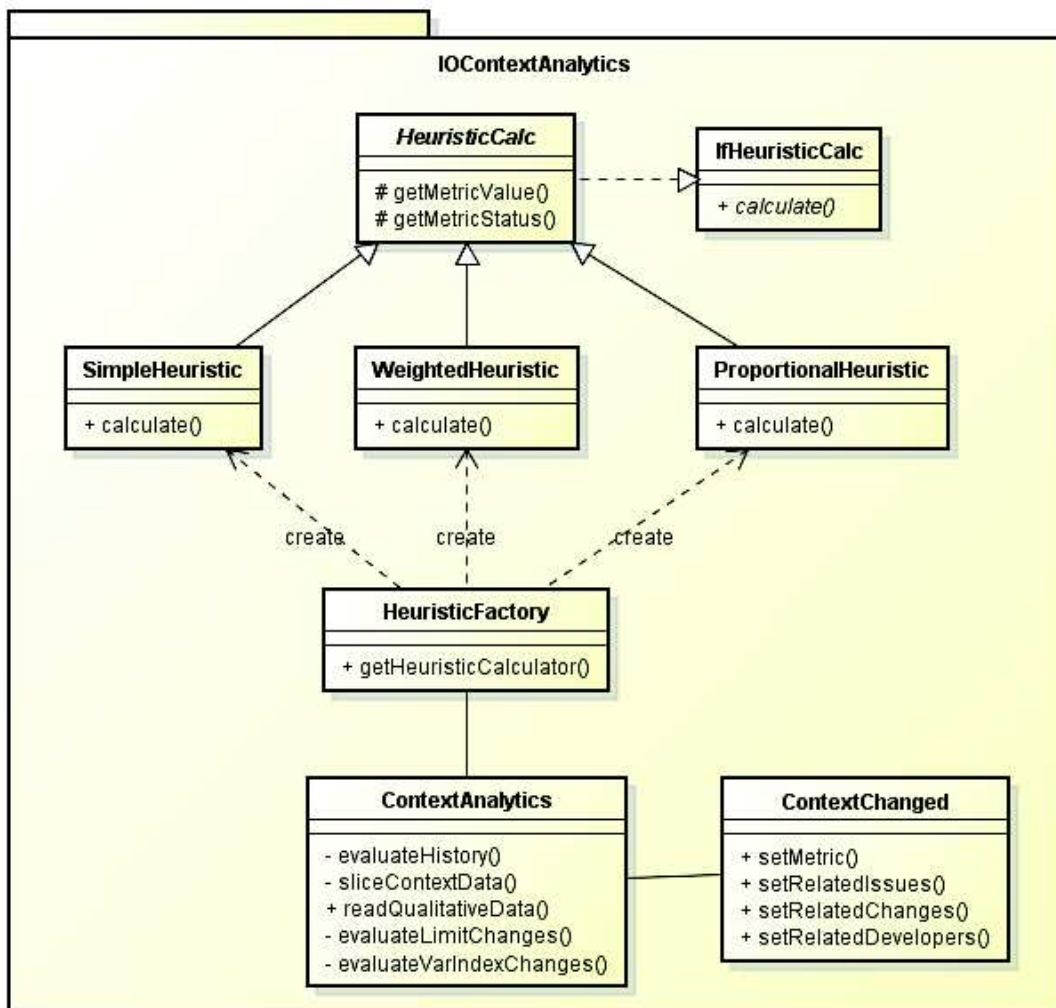 IOContextAnalytics
HeuristicCalc
# getMetricValue()
# getMetricStatus()
IfHeuristicCalc
+ calculate()
SimpleHeuristic
+ calculate()
WeightedHeuristic
+ calculate()
ProportionalHeuristic
+ calculate()
create
create
create
HeuristicFactory
+ getHeuristicCalculator()
ContextAnalytics
- evaluateHistory()
- sliceContextData()
+ readQualitativeData()
- evaluateLimitChanges()
- evaluateVarIndexChanges()
ContextChanged
+ setMetric()
+ setRelatedIssues()
+ setRelatedChanges()
+ setRelatedDevelopers()